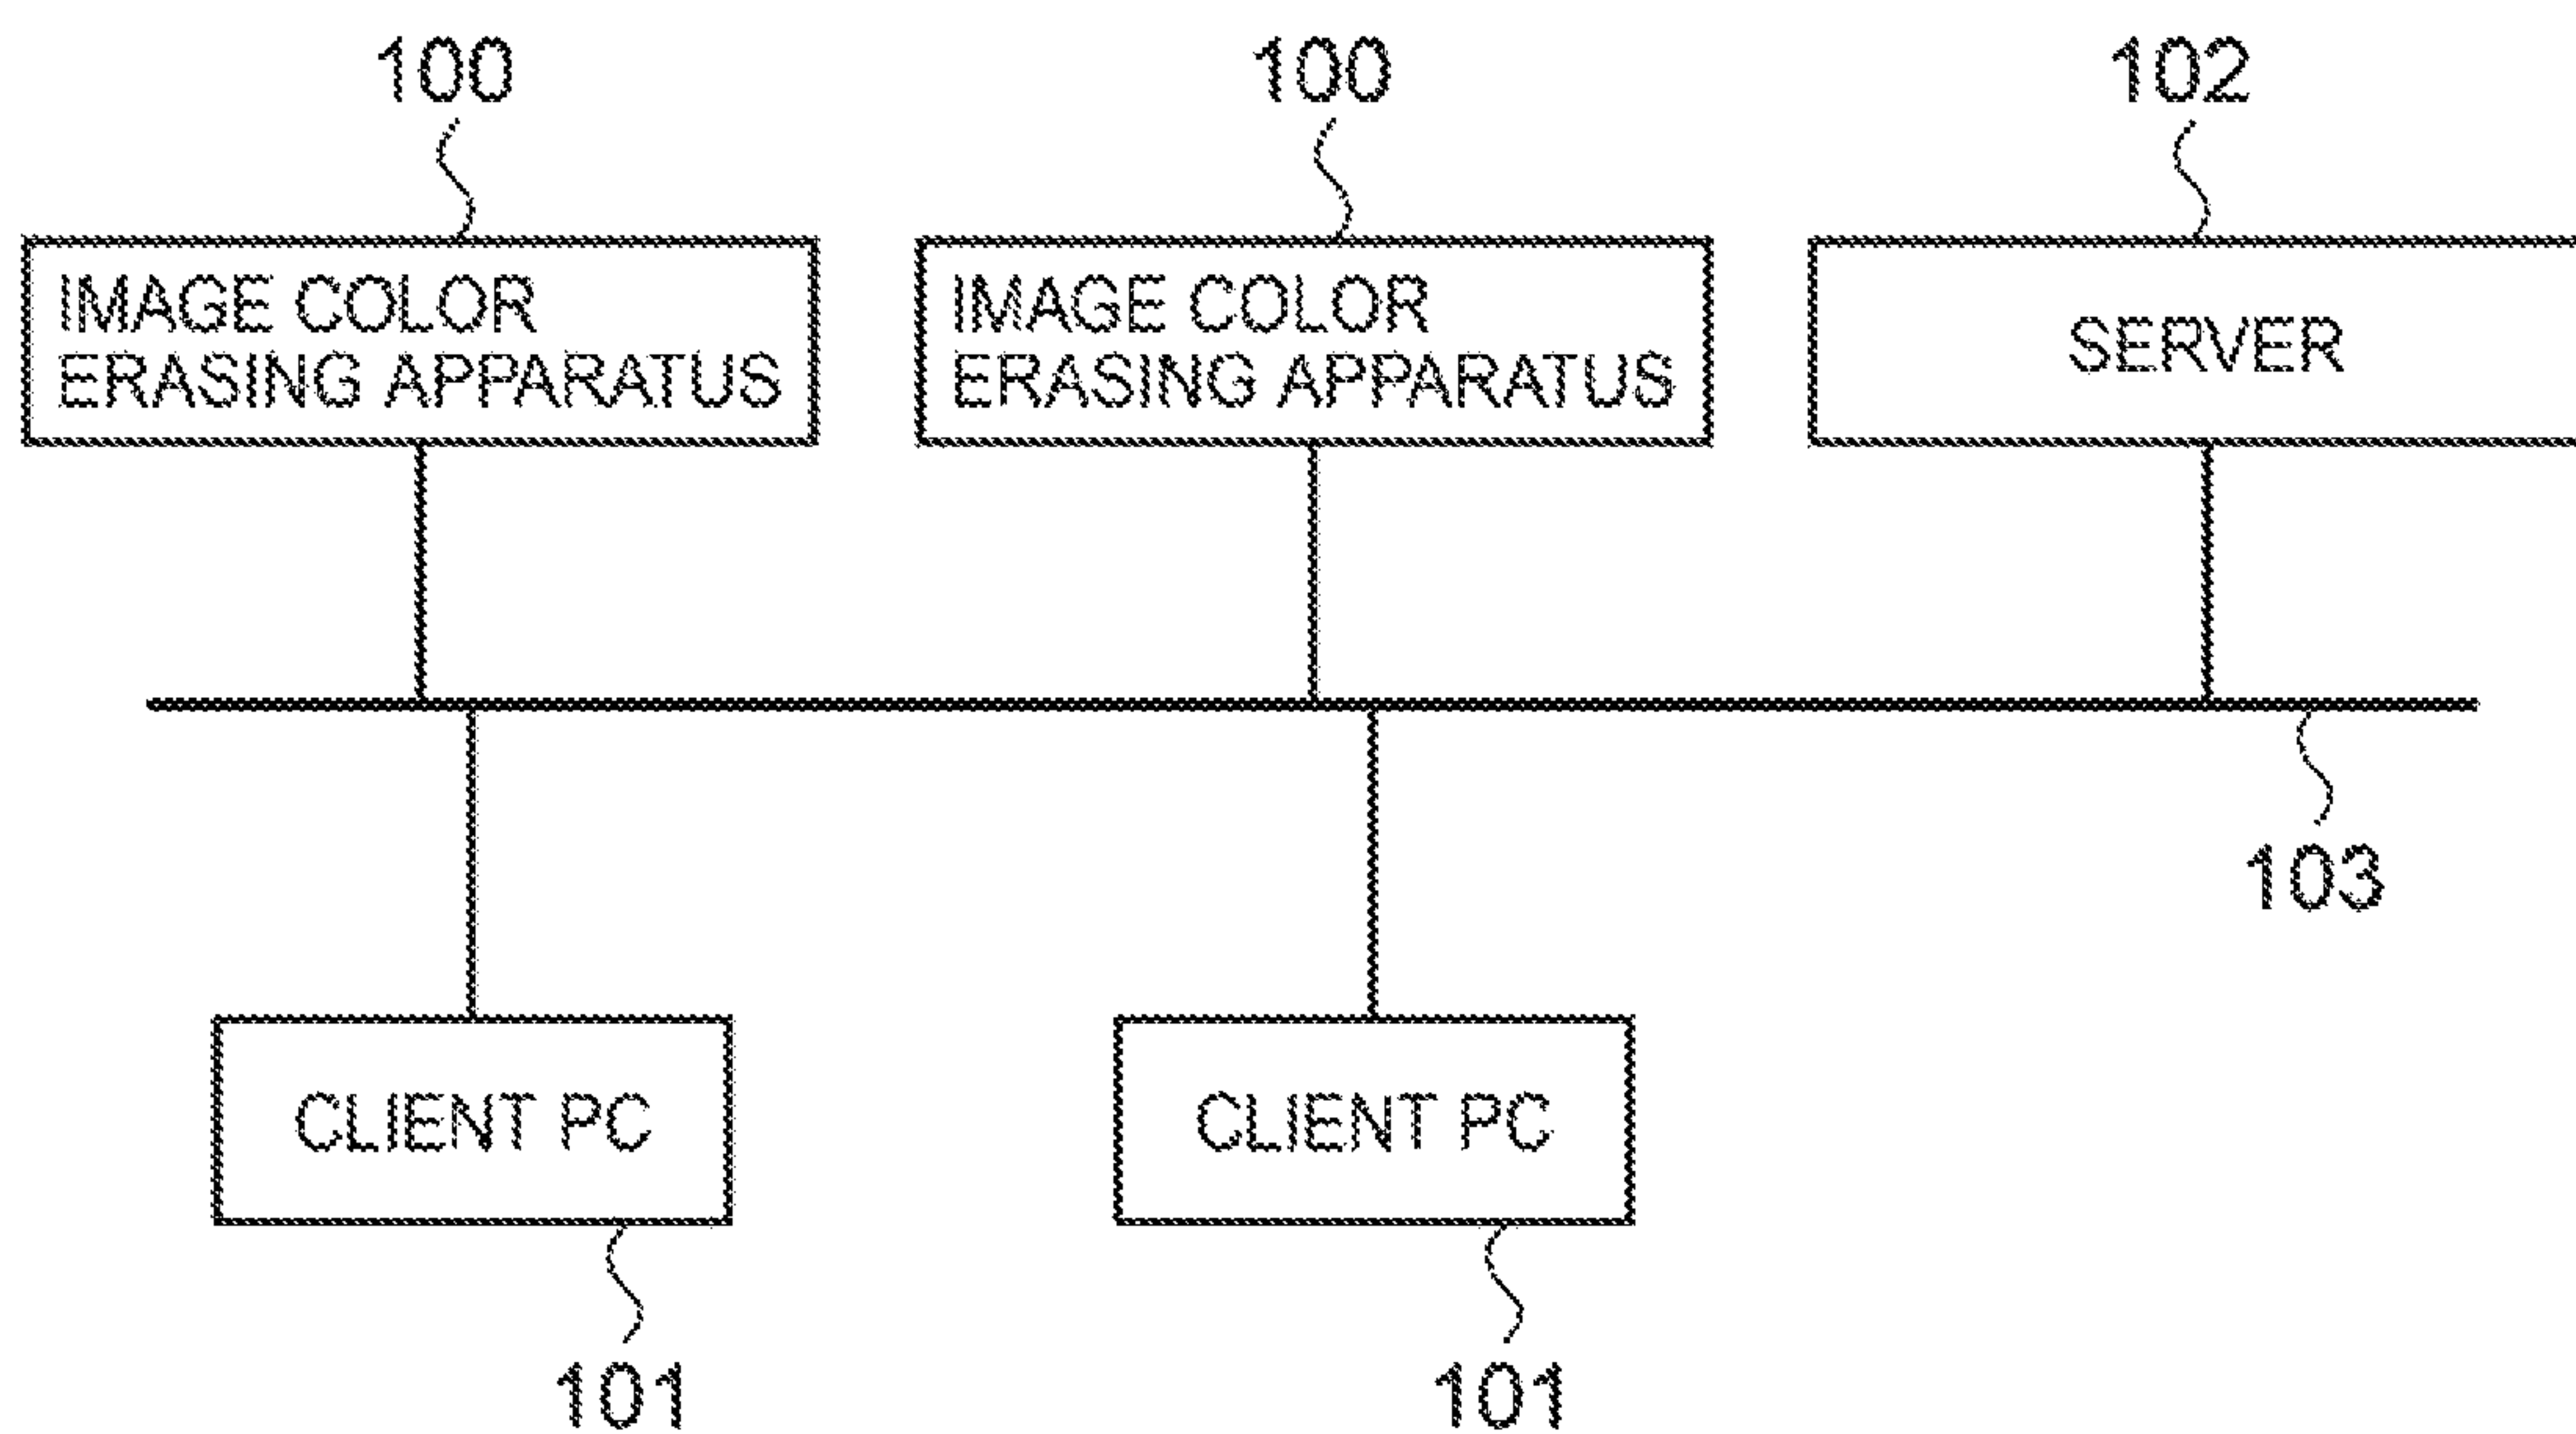 100
100
102
IMAGE COLOR
ERASING APPARATUS
IMAGE COLOR
ERASING APPARATUS
SERVER
103
CLIENT PC
CLIENT PC
101
101